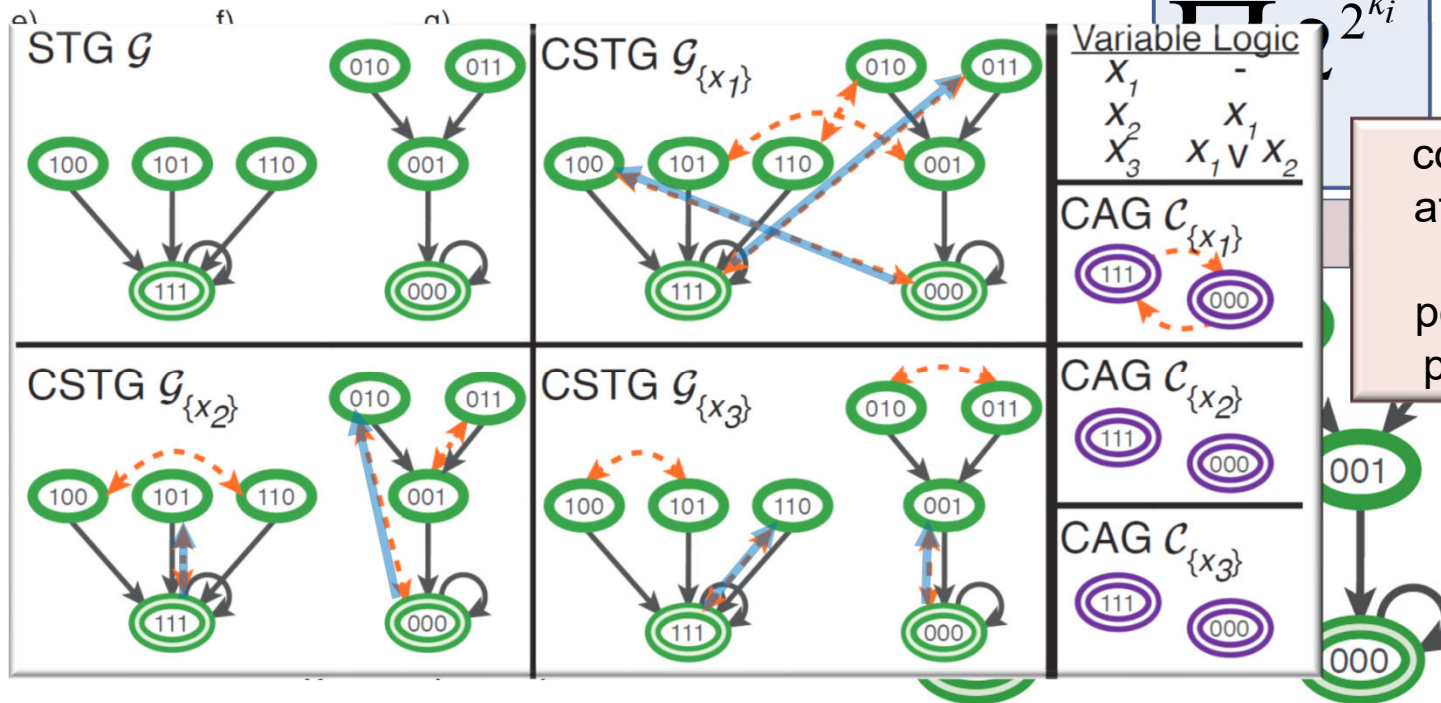 e) f) g)
STG 𝒢
010 011
100 101 110 001
111 000
CSTG 𝒢{x1}
010 011
100 101 110 001
111 000
Variable Logic
x1 -
x2 x1
x3 x1 ∨ x2
CAG 𝒞{x1}
111
000
CSTG 𝒢{x2}
010 011
100 101 110 001
111 000
CSTG 𝒢{x3}
010 011
100 101 110 001
111 000
CAG 𝒞{x2}
111
000
CAG 𝒞{x3}
111
000
2^{2^{k_i}}
001
000